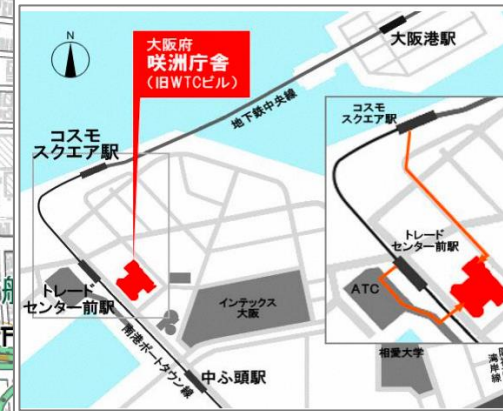 N
大阪府
咲洲庁舎
(旧WTCビル)
大阪港駅
地下鉄中央線
コスモ
スクエア駅
トレード
センター前駅
南港ポートタウン線
インテックス
大阪
中ふ頭駅
コスモ
スクエア駅
トレード
センター前駅
ATC
相愛大学
湾岸線